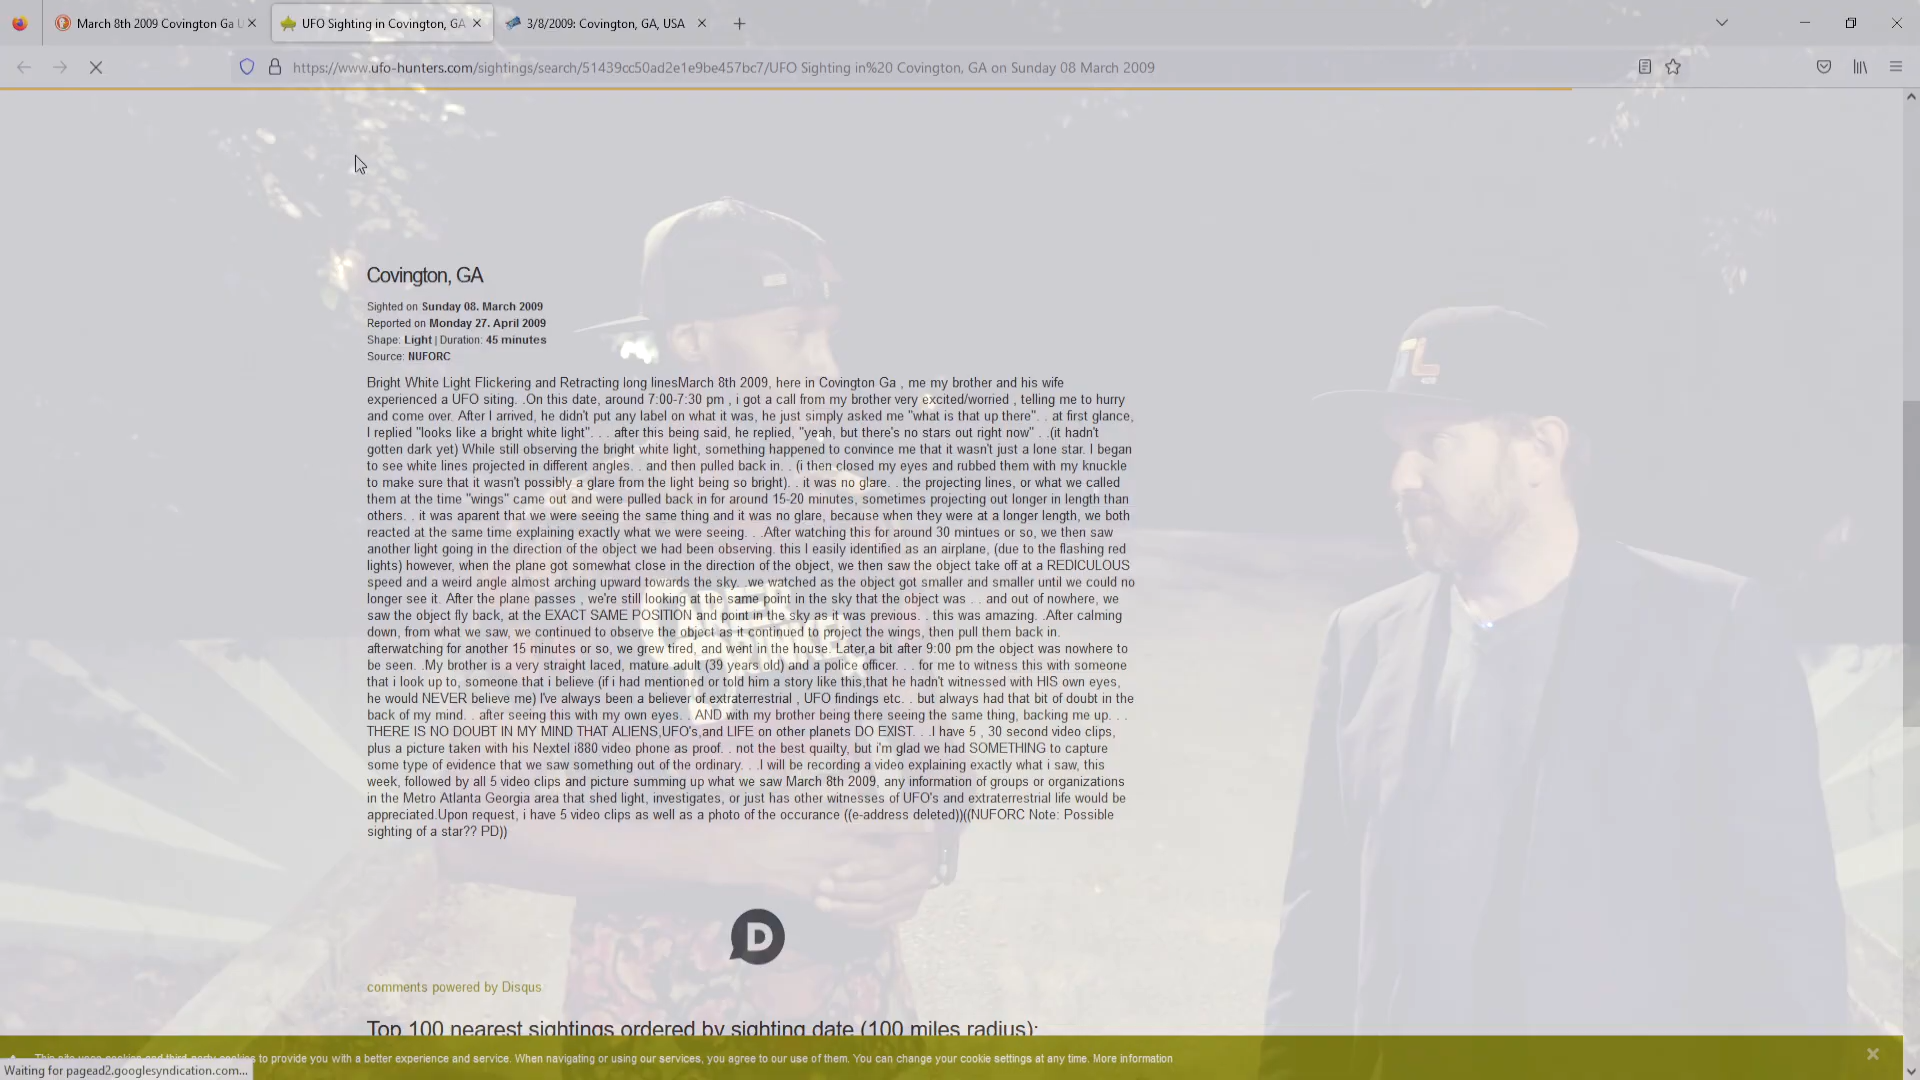 March 8th 2009 Covington Ga U
UFO Sighting in Covington, GA
3/8/2009: Covington, GA, USA
https://www.ufo-hunters.com/sightings/search/51439cc50ad2e1e9be457bc7/UFO Sighting in%20 Covington, GA on Sunday 08 March 2009
Covington, GA
Sighted on Sunday 08. March 2009
Reported on Monday 27. April 2009
Shape: Light | Duration: 45 minutes
Source: NUFORC
Bright White Light Flickering and Retracting long linesMarch 8th 2009, here in Covington Ga , me my brother and his wife
experienced a UFO siting. .On this date, around 7:00-7:30 pm , i got a call from my brother very excited/worried , telling me to hurry
and come over. After I arrived, he didn't put any label on what it was, he just simply asked me "what is that up there". . at first glance,
I replied "looks like a bright white light". . . after this being said, he replied, "yeah, but there's no stars out right now" . .(it hadn't
gotten dark yet) While still observing the bright white light, something happened to convince me that it wasn't just a lone star. I began
to see white lines projected in different angles. . and then pulled back in. . (i then closed my eyes and rubbed them with my knuckle
to make sure that it wasn't possibly a glare from the light being so bright). . it was no glare. . the projecting lines, or what we called
them at the time "wings" came out and were pulled back in for around 15-20 minutes, sometimes projecting out longer in length than
others. . it was aparent that we were seeing the same thing and it was no glare, because when they were at a longer length, we both
reacted at the same time explaining exactly what we were seeing. . .After watching this for around 30 mintues or so, we then saw
another light going in the direction of the object we had been observing. this I easily identified as an airplane, (due to the flashing red
lights) however, when the plane got somewhat close in the direction of the object, we then saw the object take off at a REDICULOUS
speed and a weird angle almost arching upward towards the sky. .we watched as the object got smaller and smaller until we could no
longer see it. After the plane passes , we're still looking at the same point in the sky that the object was . . and out of nowhere, we
saw the object fly back, at the EXACT SAME POSITION and point in the sky as it was previous. . this was amazing. .After calming
down, from what we saw, we continued to observe the object as it continued to project the wings, then pull them back in.
afterwatching for another 15 minutes or so, we grew tired, and went in the house. Later,a bit after 9:00 pm the object was nowhere to
be seen. .My brother is a very straight laced, mature adult (39 years old) and a police officer. . . for me to witness this with someone
that i look up to, someone that i believe (if i had mentioned or told him a story like this,that he hadn't witnessed with HIS own eyes,
he would NEVER believe me) I've always been a believer of extraterrestrial , UFO findings etc. . but always had that bit of doubt in the
back of my mind. . after seeing this with my own eyes. . AND with my brother being there seeing the same thing, backing me up. . .
THERE IS NO DOUBT IN MY MIND THAT ALIENS,UFO's,and LIFE on other planets DO EXIST. . .I have 5 , 30 second video clips,
plus a picture taken with his Nextel i880 video phone as proof. . not the best quailty, but i'm glad we had SOMETHING to capture
some type of evidence that we saw something out of the ordinary. . .I will be recording a video explaining exactly what i saw, this
week, followed by all 5 video clips and picture summing up what we saw March 8th 2009, any information of groups or organizations
in the Metro Atlanta Georgia area that shed light, investigates, or just has other witnesses of UFO's and extraterrestrial life would be
appreciated.Upon request, i have 5 video clips as well as a photo of the occurance ((e-address deleted))((NUFORC Note: Possible
sighting of a star?? PD))
D
comments powered by Disqus
Top 100 nearest sightings ordered by sighting date (100 miles radius):
This site uses cookies and third-party cookies to provide you with a better experience and service. When navigating or using our services, you agree to our use of them. You can change your cookie settings at any time. More information
Waiting for pagead2.googlesyndication.com...